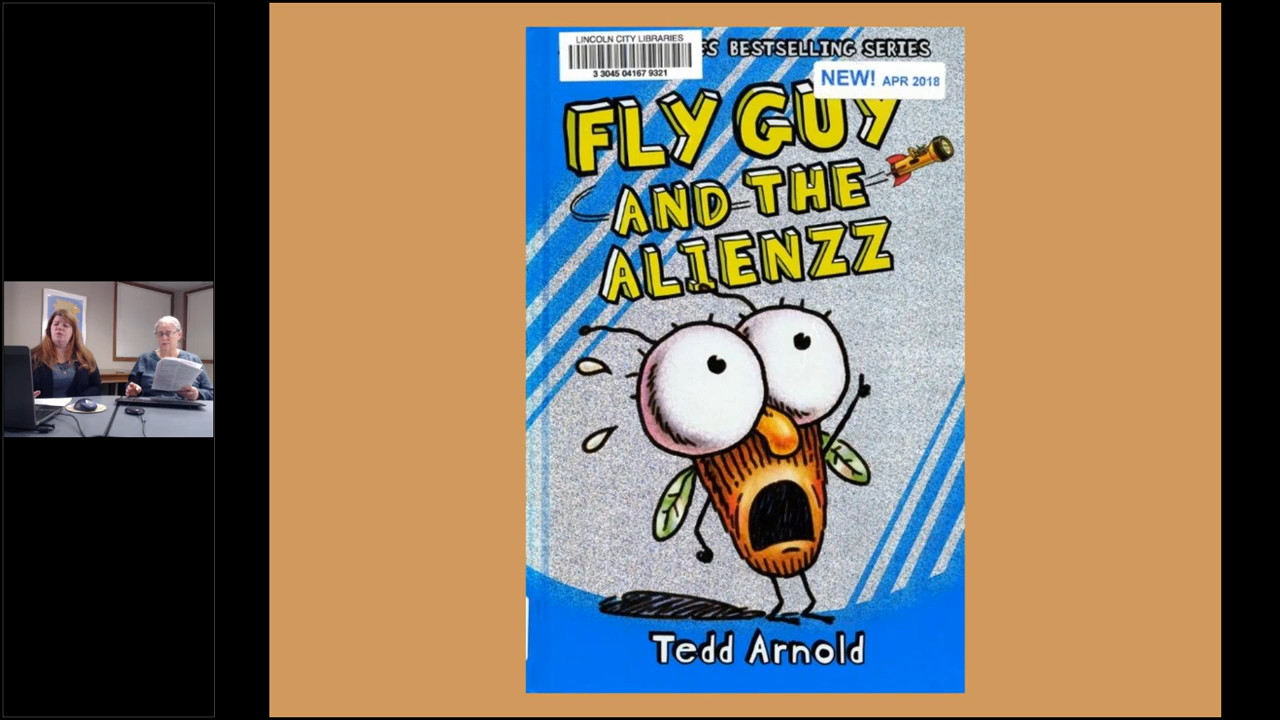 LINCOLN CITY LIBRARIES
3 3045 04167 9321
BESTSELLING SERIES
NEW! APR 2018
FLY GUY
AND THE
ALIENZZ
Tedd Arnold